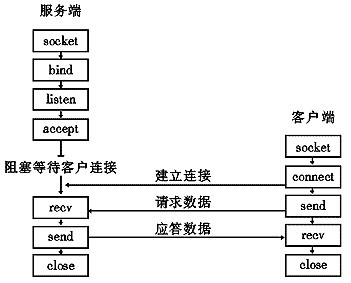 服务端
socket
bind
listen
accept
阻塞等待客户连接
recv
send
close
客户端
socket
connect
send
recv
close
建立连接
请求数据
应答数据